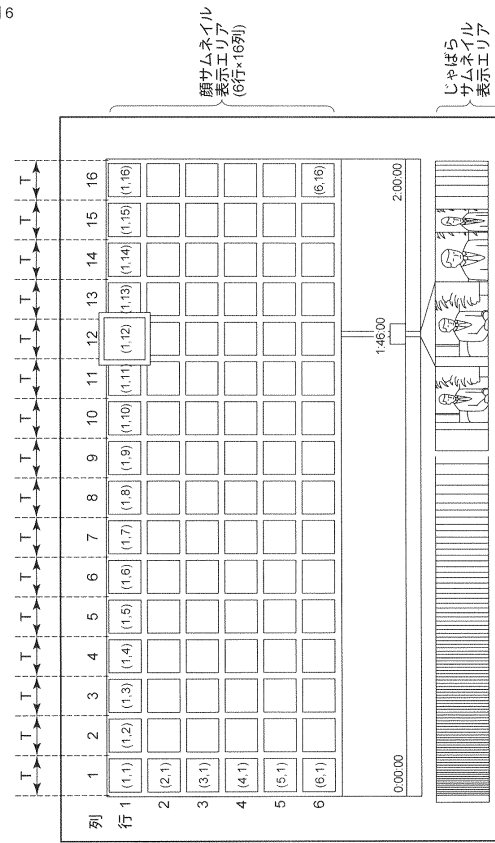 図6
T T T T T T T T T T T T T T T T
列 1 2 3 4 5 6 7 8 9 10 11 12 13 14 15 16
行 1 (1,1) (1,2) (1,3) (1,4) (1,5) (1,6) (1,7) (1,8) (1,9) (1,10) (1,11) (1,12) (1,13) (1,14) (1,15) (1,16)
2 (2,1)
3 (3,1)
4 (4,1)
5 (5,1)
6 (6,1) (6,16)
顔サムネイル
表示エリア
(6行×16列)
0:00:00 1:46:00 2:00:00
じゃばら
サムネイル
表示エリア